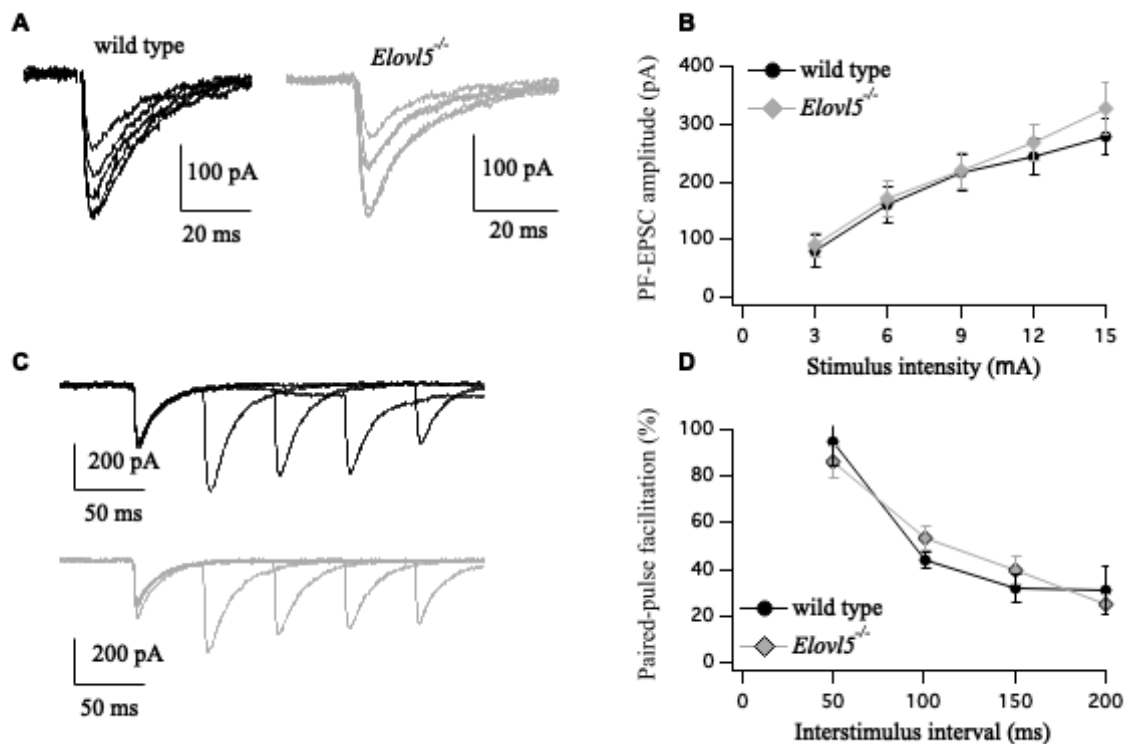 A
wild type
Elovl5-/-
100 pA
20 ms
100 pA
20 ms
B
PF-EPSC amplitude (pA)
400
300
200
100
0
wild type
Elovl5-/-
0
3
6
9
12
15
Stimulus intensity (mA)
C
200 pA
50 ms
200 pA
50 ms
D
Paired-pulse facilitation (%)
100
80
60
40
20
0
wild type
Elovl5-/-
0
50
100
150
200
Interstimulus interval (ms)